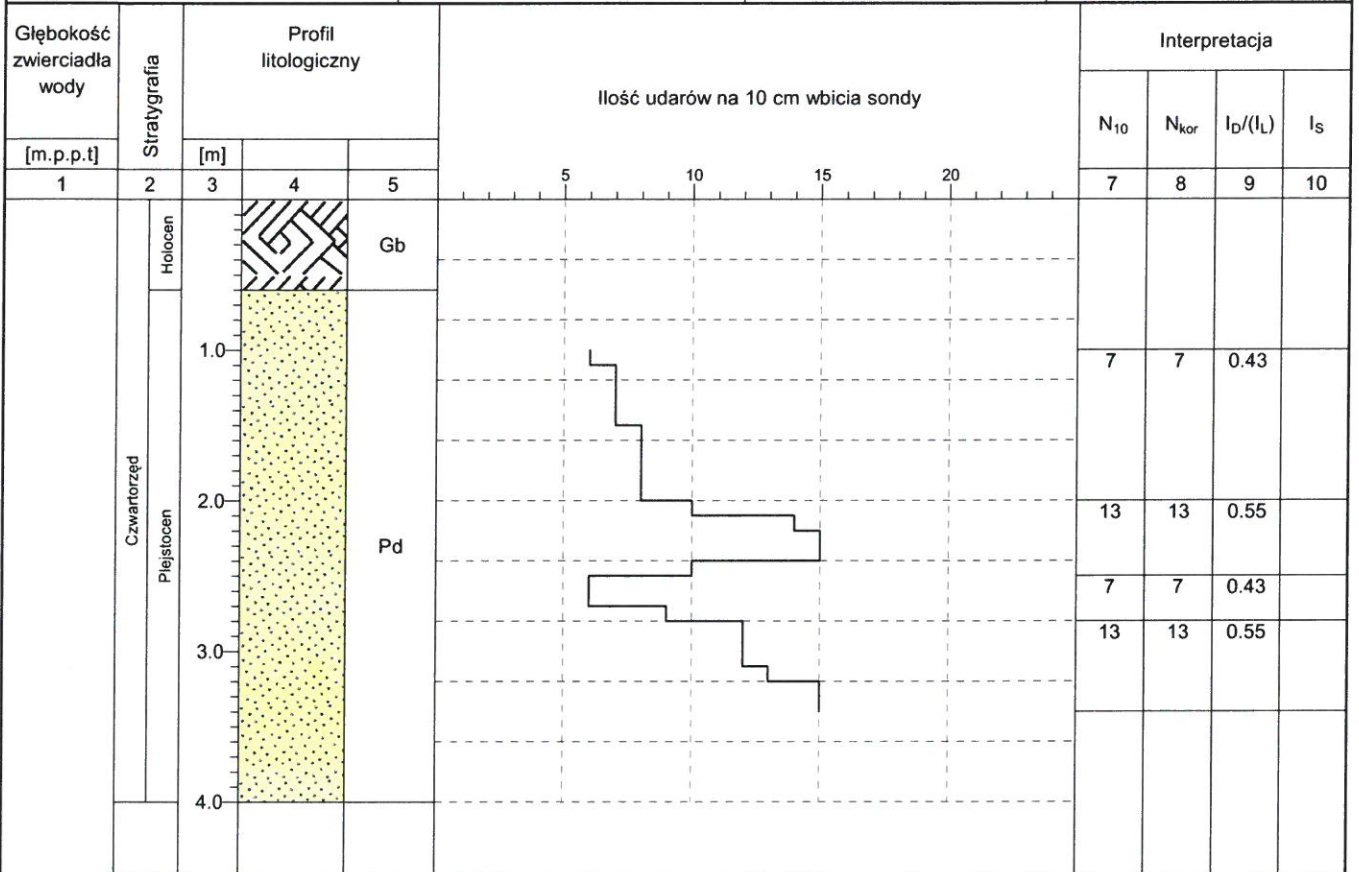 Głębokość
zwierciadła
wody
[m.p.p.t]
Stratygrafia
Profil
litologiczny
[m]
Ilość udarów na 10 cm wbicia sondy
Interpretacja
N10 Nkor ID/(IL) IS
1 2 3 4 5 5 10 15 20 7 8 9 10
Czwartorzęd
Holocen
Plejstocen
Gb
Pd
1.0
2.0
3.0
4.0
7 7 0.43
13 13 0.55
7 7 0.43
13 13 0.55